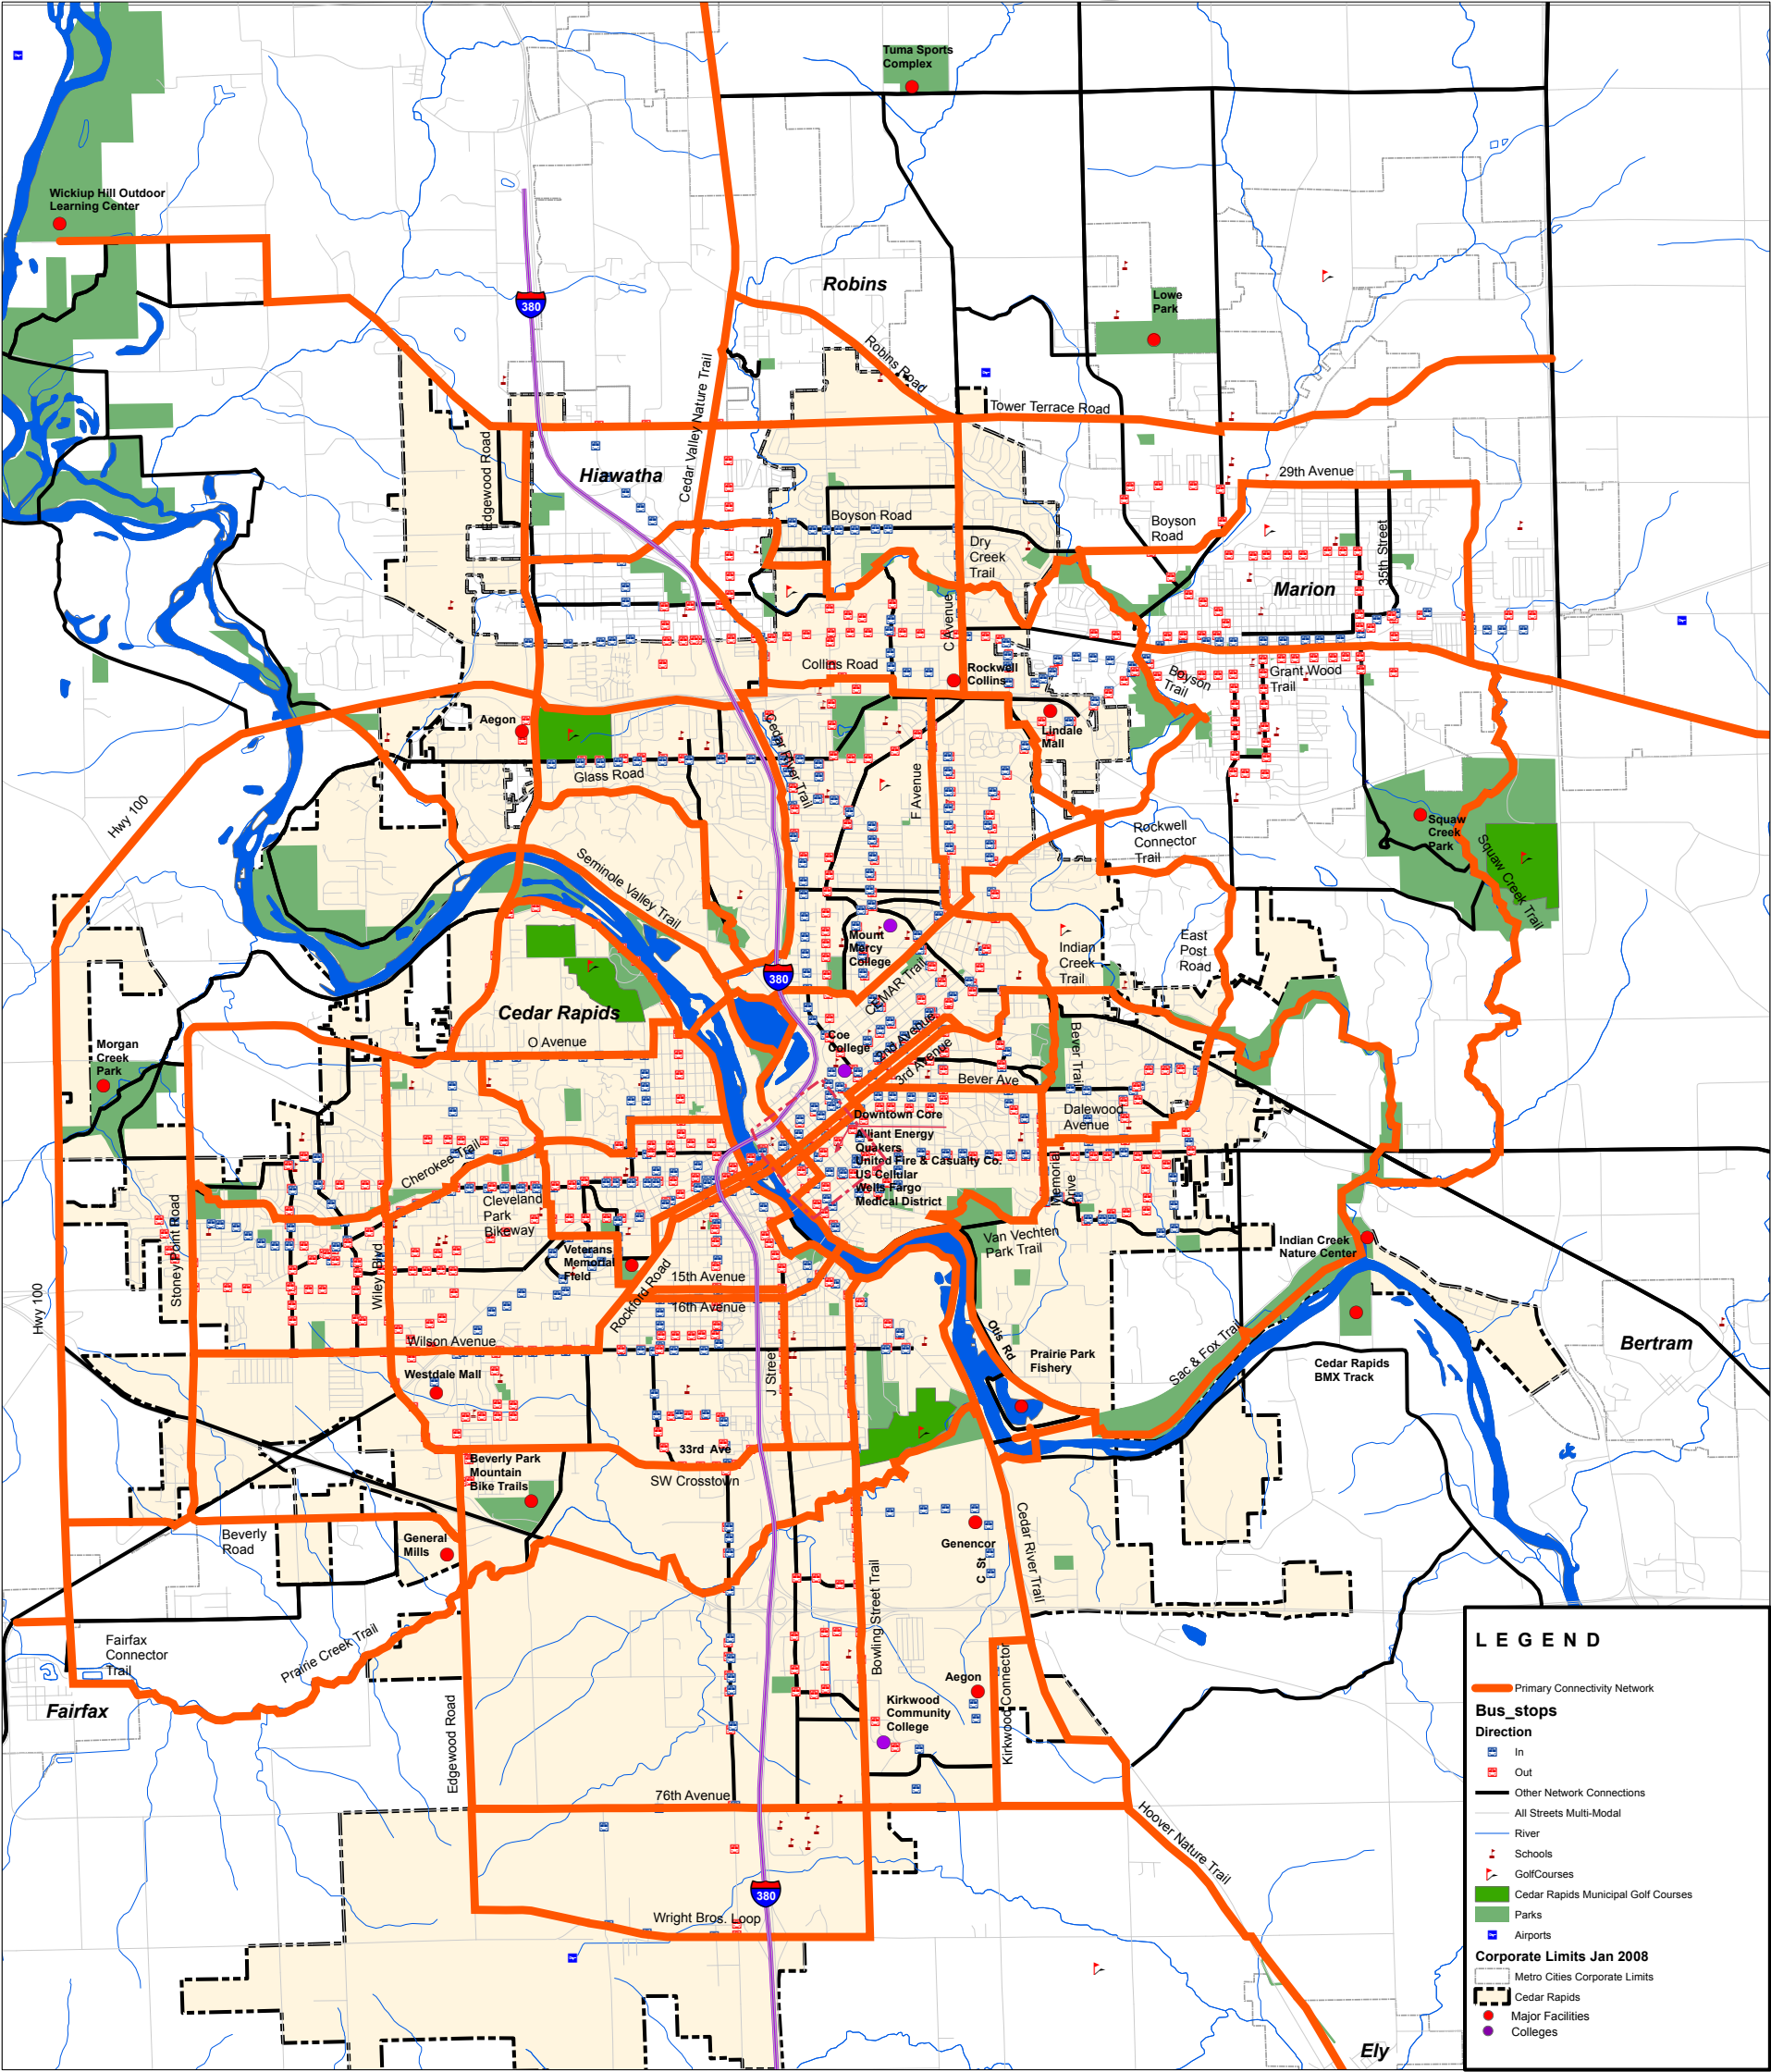 Tuma Sports
Complex
Wickiup Hill Outdoor
Learning Center
Robins
380
Lowe
Park
Robins Road
Cedar Valley Nature Trail
Tower Terrace Road
Hiawatha
Edgewood Road
29th Avenue
Boyson Road
Boyson
Road
35th Street
Dry
Creek
Trail
Marion
C Avenue
Collins Road
Rockwell
Collins
Boyson
Trail
Grant Wood
Trail
Aegon
Lindale
Mall
Cedar River Trail
Glass Road
F Avenue
Hwy 100
Squaw
Creek
Park
Rockwell
Connector
Trail
Squaw Creek Trail
Seminole Valley Trail
Mount
Mercy
College
Indian
Creek
Trail
East
Post
Road
380
CEMAR Trail
Cedar Rapids
O Avenue
Coe
College
2nd Avenue
3rd Avenue
Bever Trail
Morgan
Creek
Park
Bever Ave
Dalewood
Avenue
Downtown Core
Alliant Energy
Quakers
United Fire & Casualty Co.
US Cellular
Wells Fargo
Medical District
Cherokee Trail
Cleveland
Park
Bikeway
Memorial
Drive
Stoney Point Road
Van Vechten
Park Trail
Indian Creek
Nature Center
Veterans
Memorial
Field
Wiley Blvd
15th Avenue
16th Avenue
Rockford Road
Hwy 100
Wilson Avenue
Otis Rd
Sac & Fox Trail
Prairie Park
Fishery
Bertram
Cedar Rapids
BMX Track
Westdale Mall
J Street
33rd Ave
SW Crosstown
Beverly Park
Mountain
Bike Trails
Beverly
Road
General
Mills
Genencor
C St
Cedar River Trail
Bowling Street Trail
Fairfax
Connector
Trail
Prairie Creek Trail
Fairfax
Aegon
Kirkwood
Community
College
Kirkwood Connector
Edgewood Road
76th Avenue
Hoover Nature Trail
380
Wright Bros. Loop
Ely
LEGEND
Primary Connectivity Network
Bus_stops
Direction
In
Out
Other Network Connections
All Streets Multi-Modal
River
Schools
GolfCourses
Cedar Rapids Municipal Golf Courses
Parks
Airports
Corporate Limits Jan 2008
Metro Cities Corporate Limits
Cedar Rapids
Major Facilities
Colleges